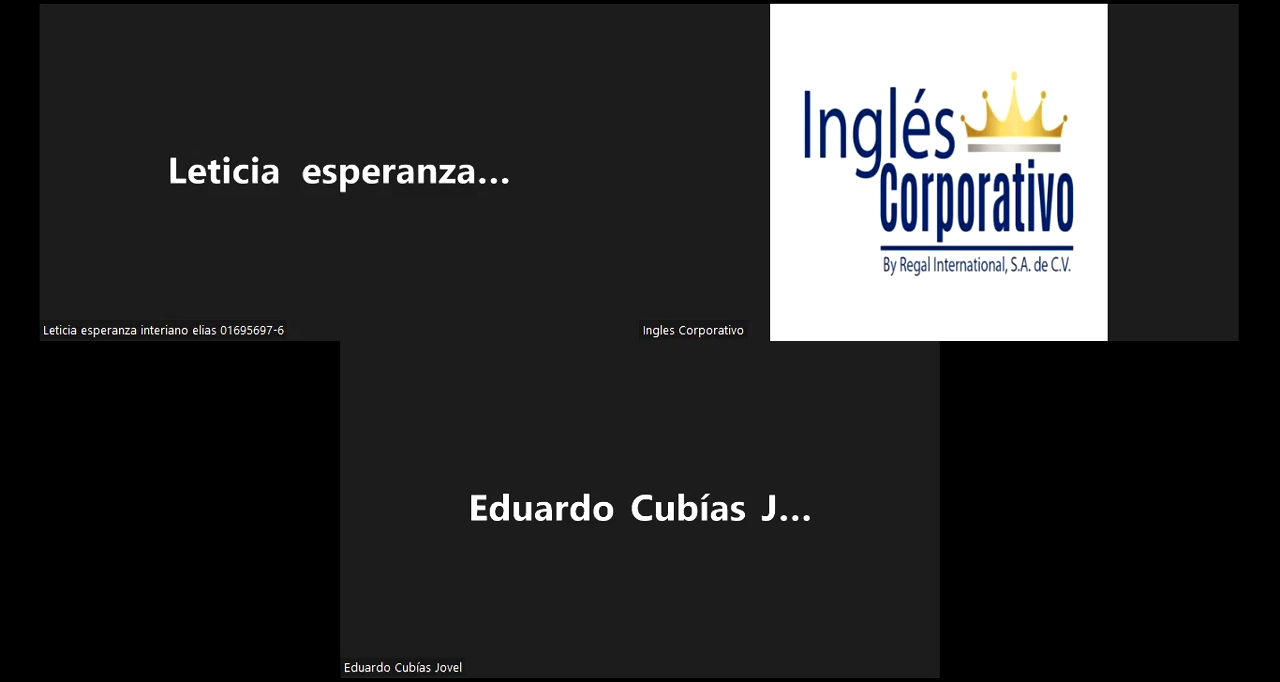 Leticia esperanza...
Leticia esperanza interiano elias 01695697-6
Inglés
Corporativo
By Regal International, S.A. de C.V.
Ingles Corporativo
Eduardo Cubías J...
Eduardo Cubías Jovel